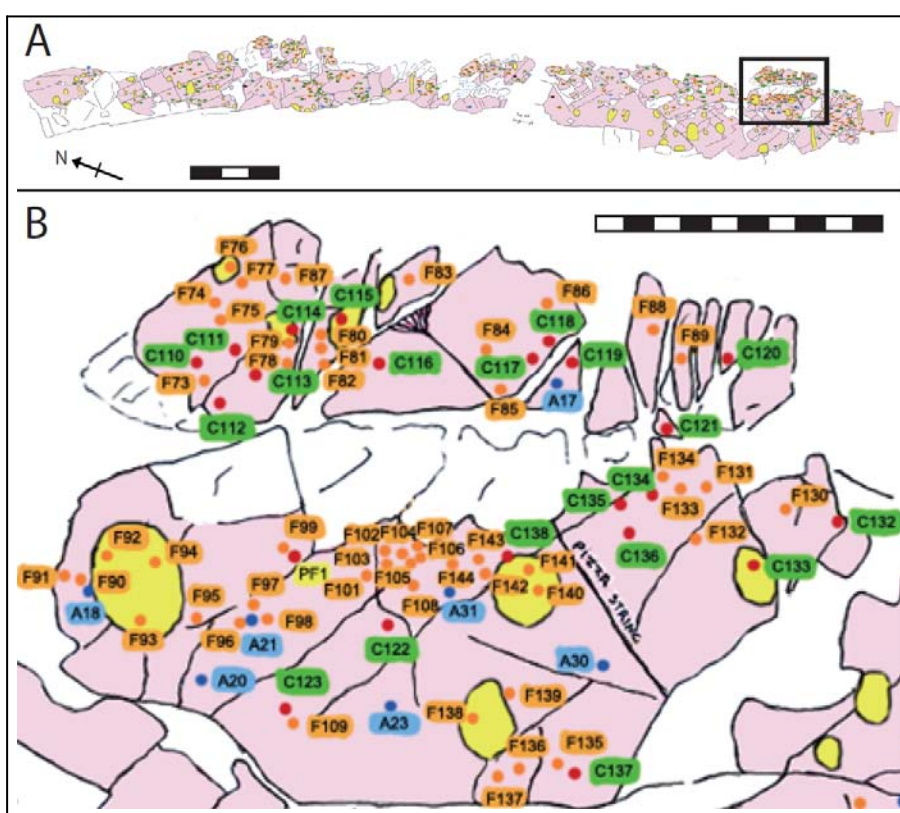 A
N
B
F76
F77
F87
F83
F74
F75
C114
C115
F86
F88
C111
F79
F80
F84
C118
F89
C110
F78
F81
C116
C117
C119
C120
F73
C113
F82
F85
A17
C112
C121
F134
F131
C134
C135
F133
F130
F92
F99
F102
F104
F107
F143
C138
C136
F132
C132
F94
F103
F106
F141
C133
F91
F90
PF1
F101
F105
F144
F142
F140
A18
F97
F95
F108
A31
F93
F96
F98
A21
PIZZA STRING
C122
A30
A20
C123
F139
F109
A23
F138
F136
F135
C137
F137